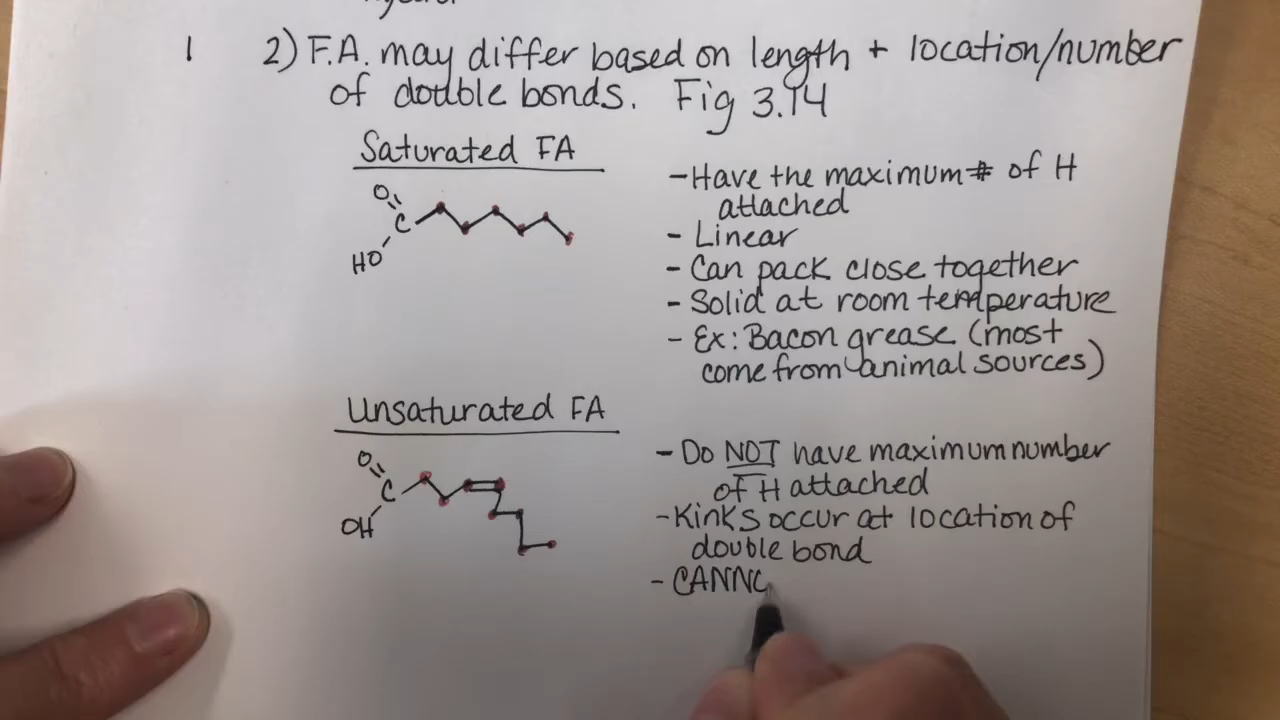 1 2) F.A. may differ based on length + location/number
of double bonds. Fig 3.14
Saturated FA
O
C
HO
- Have the maximum # of H
attached
- Linear
- Can pack close together
- Solid at room temperature
- Ex: Bacon grease (most
come from animal sources)
Unsaturated FA
O
C
OH
- Do NOT have maximum number
of H attached
- Kinks occur at location of
double bond
- CANNO